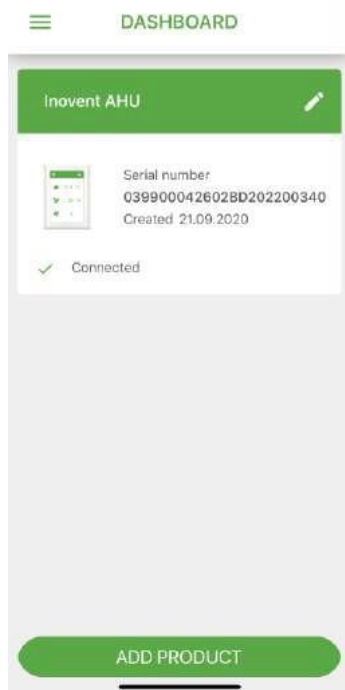 DASHBOARD
Inovent AHU
Serial number
039900042602BD202200340
Created 21.09.2020
Connected
ADD PRODUCT